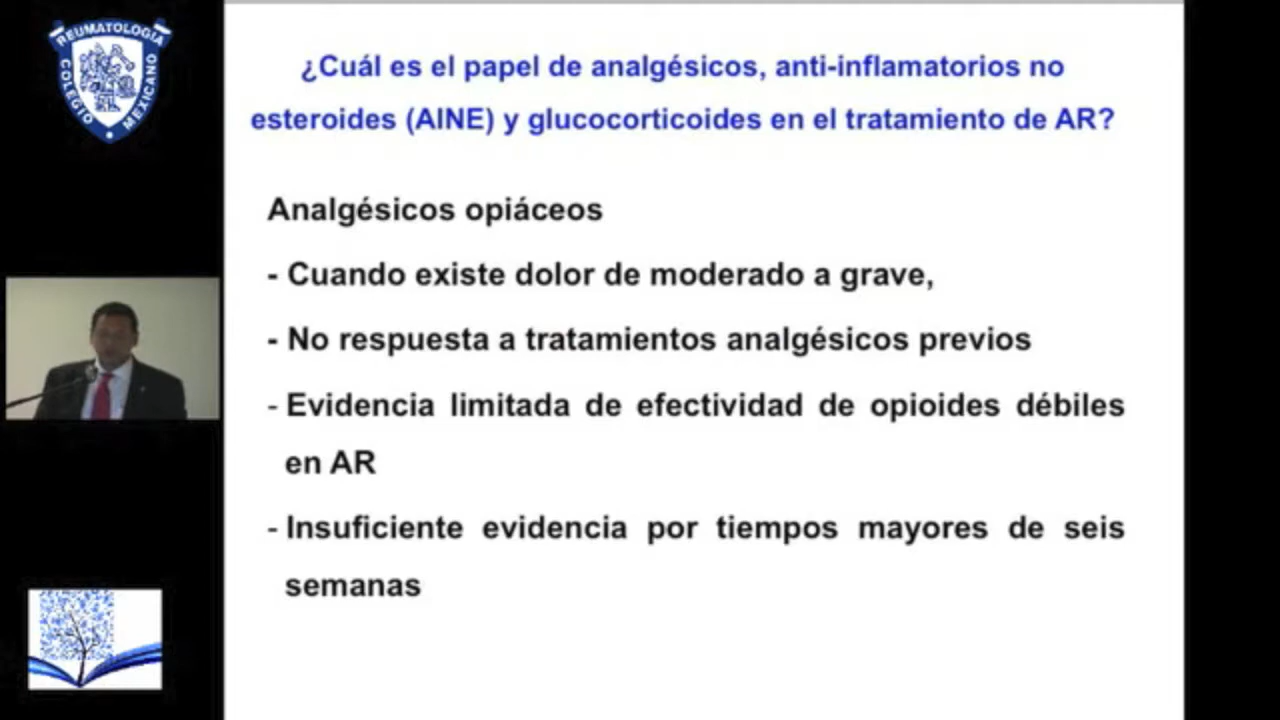 REUMATOLOGIA
COLEGIO
MEXICANO
¿Cuál es el papel de analgésicos, anti-inflamatorios no
esteroides (AINE) y glucocorticoides en el tratamiento de AR?
Analgésicos opiáceos
- Cuando existe dolor de moderado a grave,
- No respuesta a tratamientos analgésicos previos
- Evidencia limitada de efectividad de opioides débiles
en AR
- Insuficiente evidencia por tiempos mayores de seis
semanas